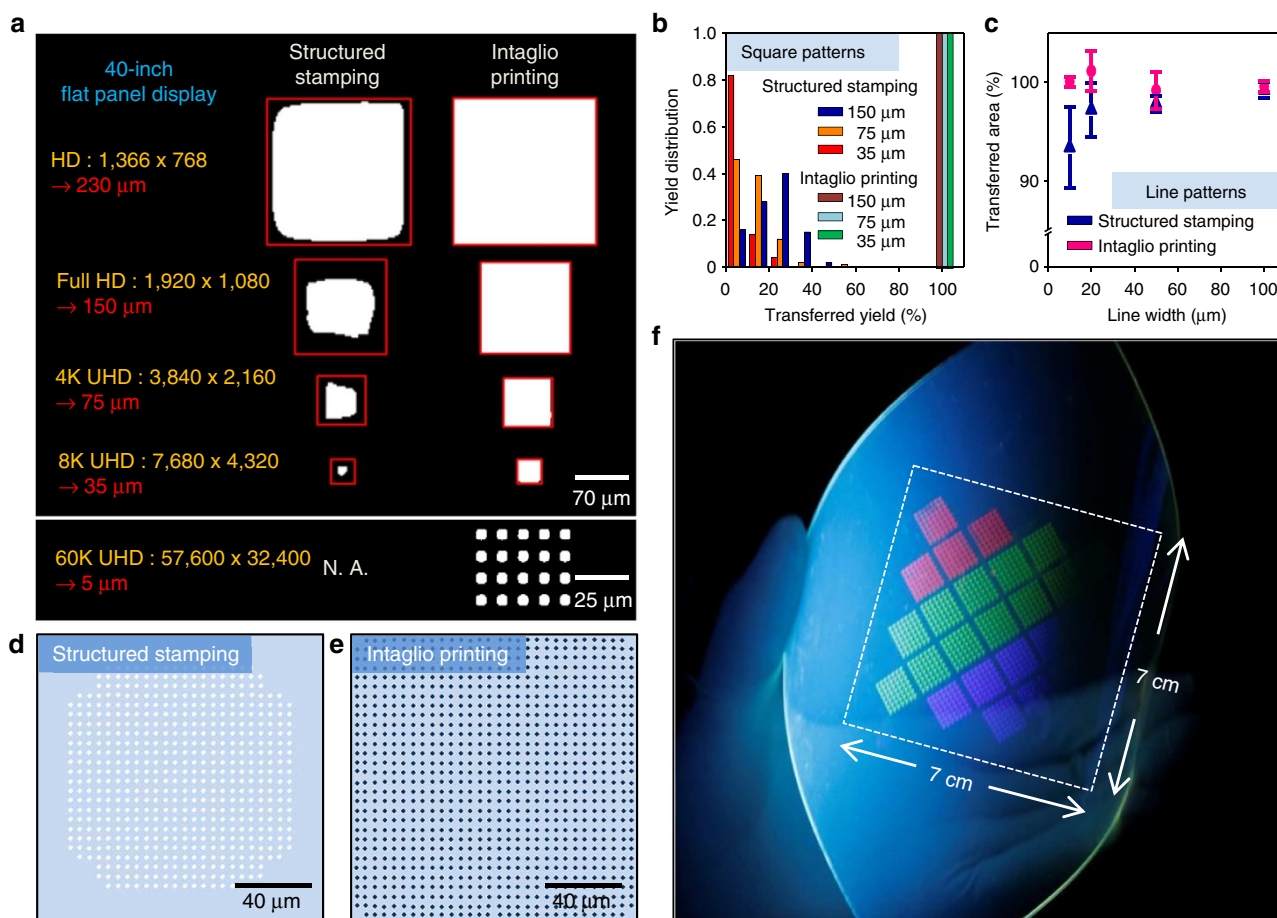 a
40-inch
flat panel display
Structured
stamping
Intaglio
printing
HD : 1,366 x 768
→ 230 μm
Full HD : 1,920 x 1,080
→ 150 μm
4K UHD : 3,840 x 2,160
→ 75 μm
8K UHD : 7,680 x 4,320
→ 35 μm
70 μm
60K UHD : 57,600 x 32,400
→ 5 μm
N. A.
25 μm
b
1.0
0.8
0.6
0.4
0.2
0
Yield distribution
Square patterns
Structured stamping
150 μm
75 μm
35 μm
Intaglio printing
150 μm
75 μm
35 μm
0 20 40 60 80 100
Transferred yield (%)
c
100
90
0
Transferred area (%)
Line patterns
Structured stamping
Intaglio printing
0 20 40 60 80 100
Line width (μm)
d
Structured stamping
40 μm
e
Intaglio printing
40 μm
f
7 cm
7 cm